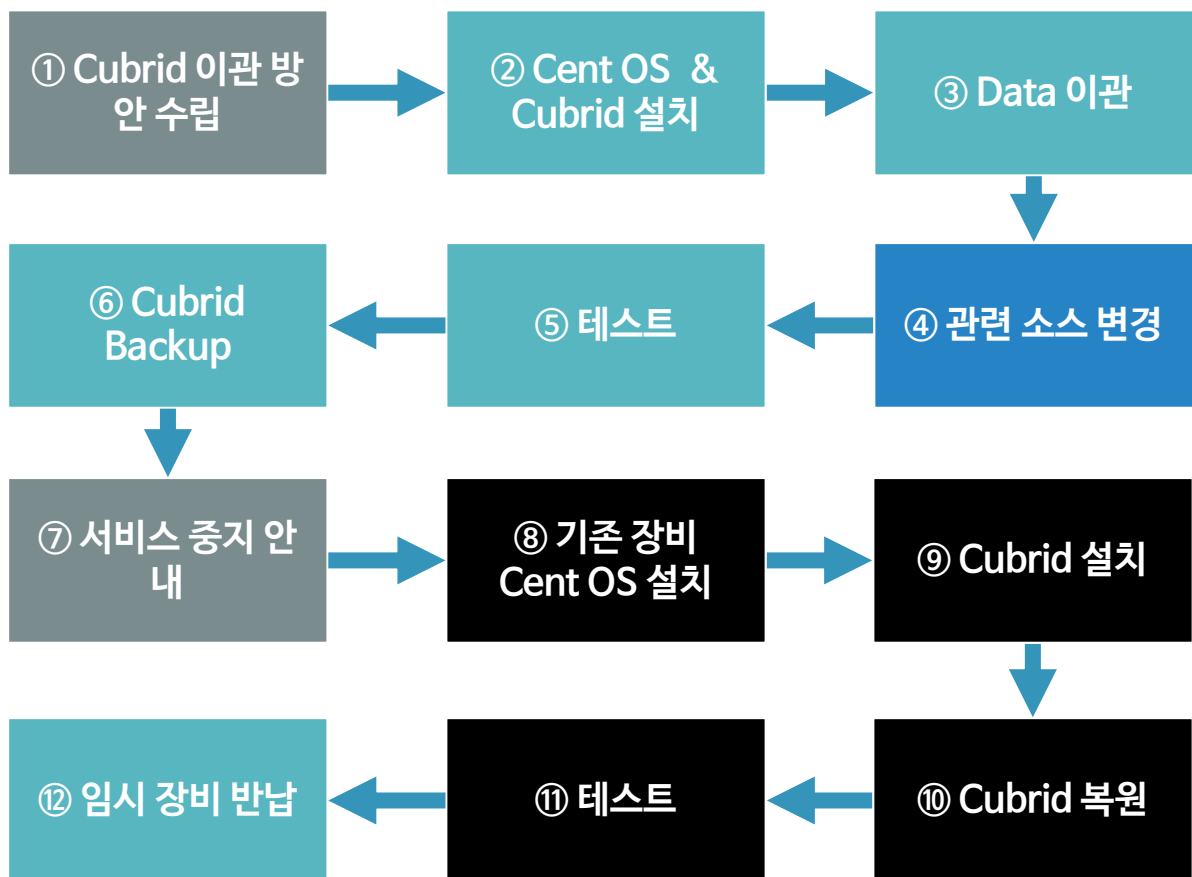 ① Cubrid 이관 방
안 수립
② Cent OS &
Cubrid 설치
③ Data 이관
④ 관련 소스 변경
⑤ 테스트
⑥ Cubrid
Backup
⑦ 서비스 중지 안
내
⑧ 기존 장비
Cent OS 설치
⑨ Cubrid 설치
⑩ Cubrid 복원
⑪ 테스트
⑫ 임시 장비 반납